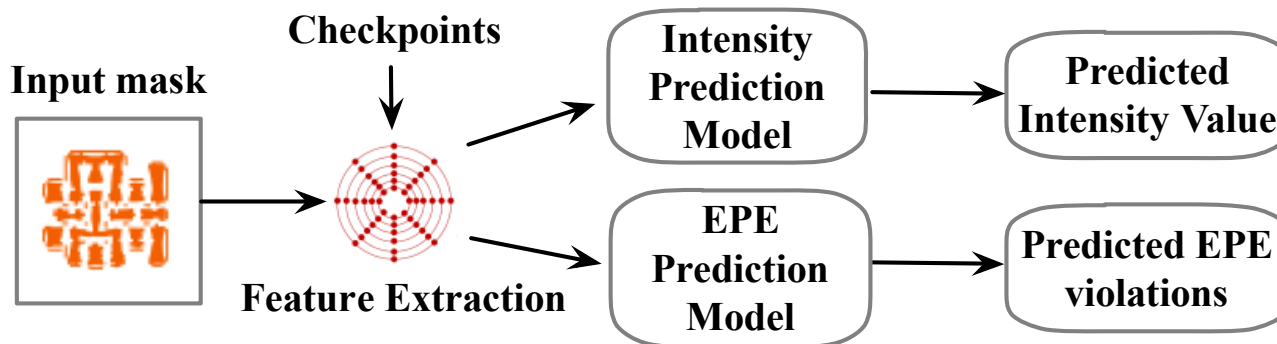 Input mask
Checkpoints
Feature Extraction
Intensity
Prediction
Model
Predicted
Intensity Value
EPE
Prediction
Model
Predicted EPE
violations